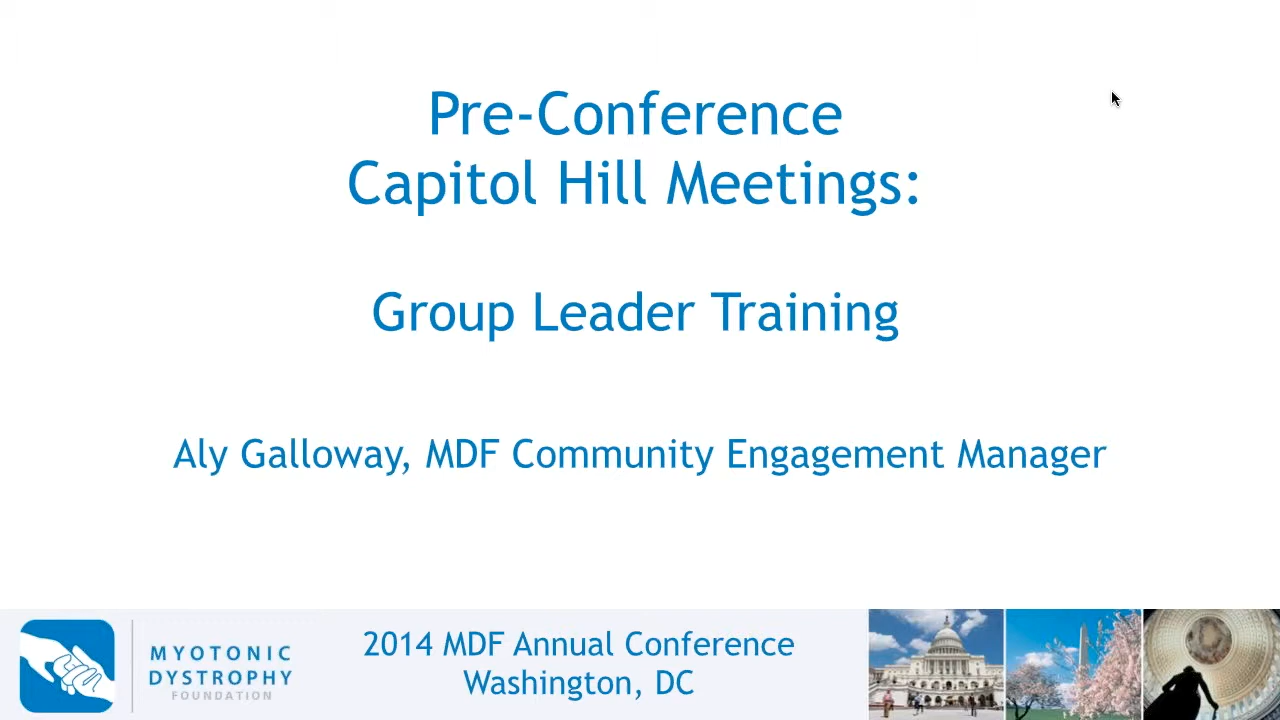 Pre-Conference
Capitol Hill Meetings:
Group Leader Training
Aly Galloway, MDF Community Engagement Manager
MYOTONIC
DYSTROPHY
FOUNDATION
2014 MDF Annual Conference
Washington, DC